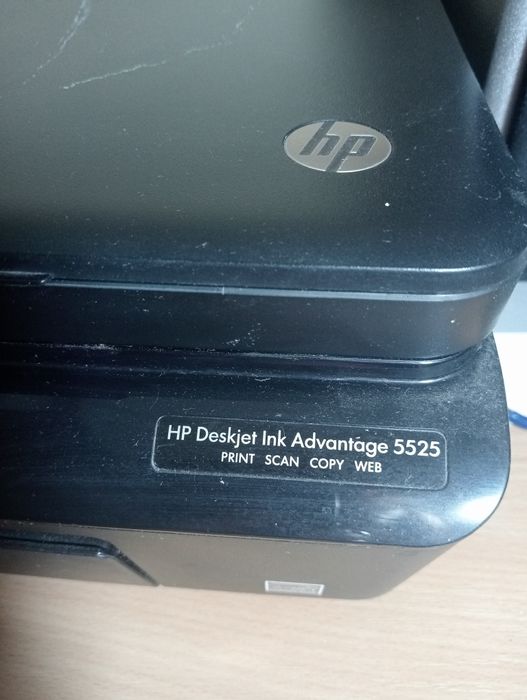 hp
HP Deskjet Ink Advantage 5525
PRINT SCAN COPY WEB